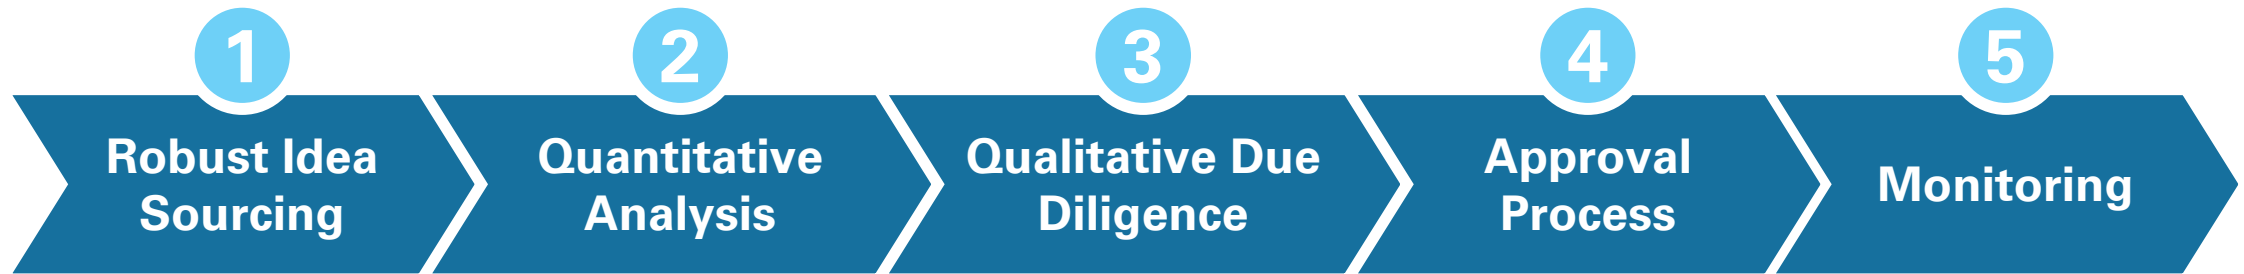 1
Robust Idea
Sourcing
2
Quantitative
Analysis
3
Qualitative Due
Diligence
4
Approval
Process
5
Monitoring